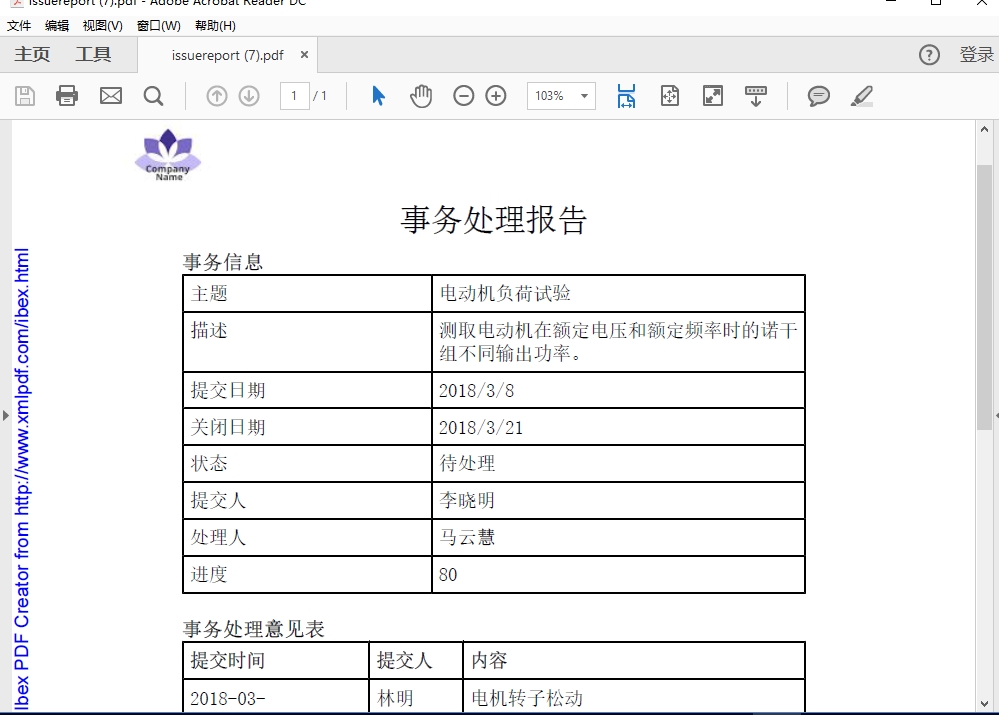 issuereport (7).pdf - Adobe Acrobat Reader DC
文件 编辑 视图(V) 窗口(W) 帮助(H)
主页 工具 issuereport (7).pdf × ? 登录
1 / 1 103%
Company
Name
事务处理报告
事务信息
主题 电动机负荷试验
描述 测取电动机在额定电压和额定频率时的诺干
组不同输出功率。
提交日期 2018/3/8
关闭日期 2018/3/21
状态 待处理
提交人 李晓明
处理人 马云慧
进度 80
事务处理意见表
提交时间 提交人 内容
2018-03- 林明 电机转子松动
Ibex PDF Creator from http://www.xmlpdf.com/ibex.html